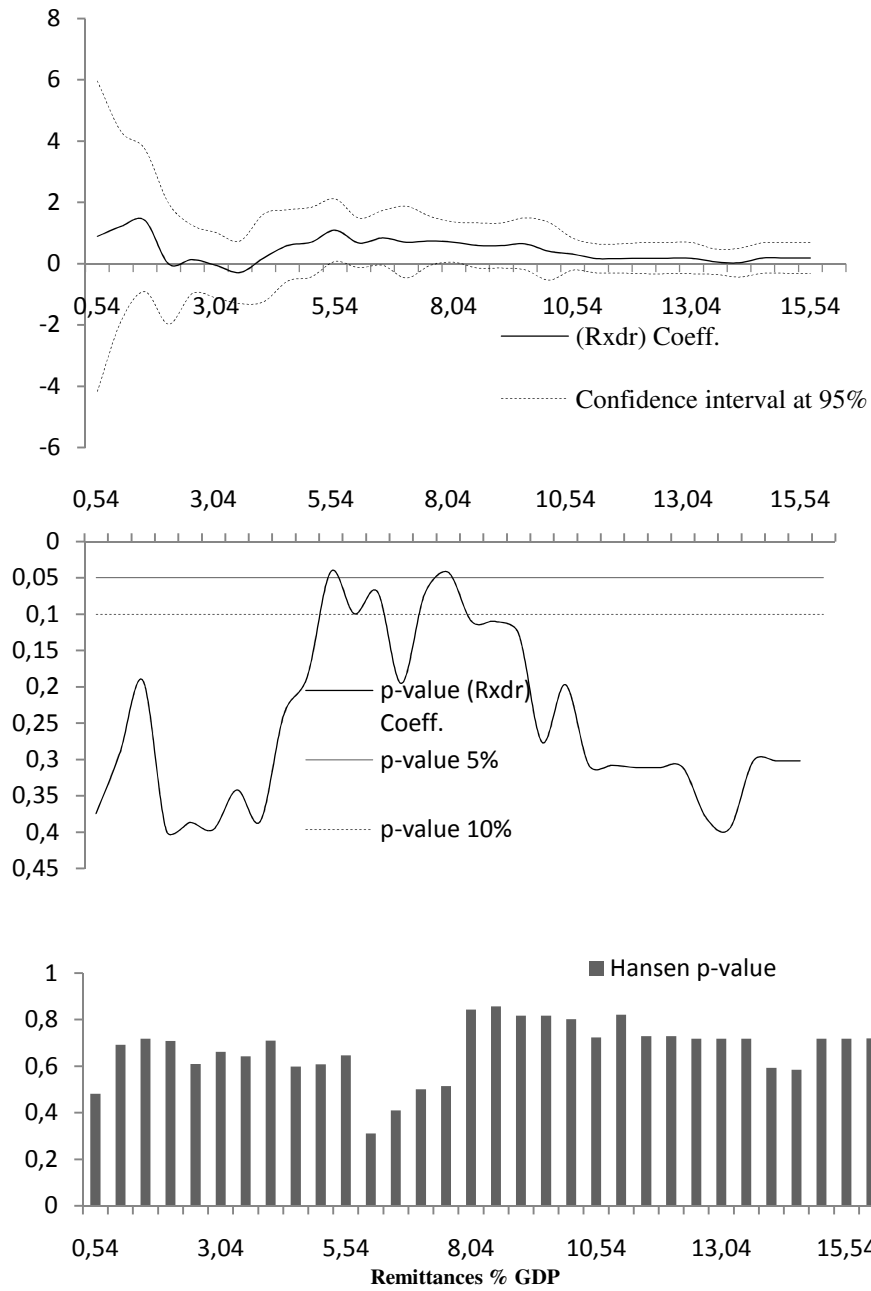 8
6
4
2
0
-2
-4
-6
0,54 3,04 5,54 8,04 10,54 13,04 15,54
(Rxdr) Coeff.
Confidence interval at 95%
0,54 3,04 5,54 8,04 10,54 13,04 15,54
0
0,05
0,1
0,15
0,2
0,25
0,3
0,35
0,4
0,45
p-value (Rxdr)
Coeff.
p-value 5%
p-value 10%
Hansen p-value
1
0,8
0,6
0,4
0,2
0
0,54 3,04 5,54 8,04 10,54 13,04 15,54
Remittances % GDP